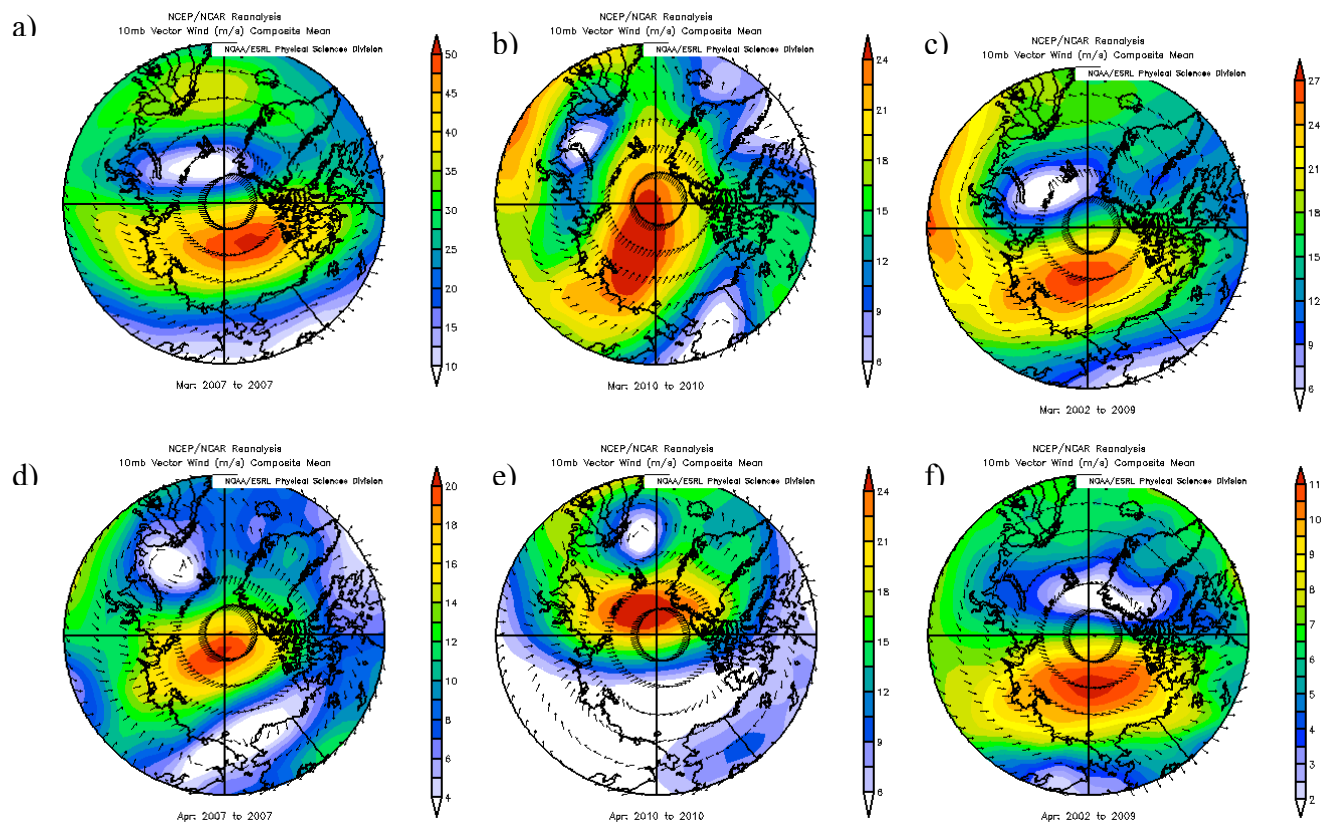 a)
NCEP/NCAR Reanalysis
10mb Vector Wind (m/s) Composite Mean
NOAA/ESRL Physical Sciences Division
50
45
40
35
30
25
20
15
10
Mar: 2007 to 2007
b)
NCEP/NCAR Reanalysis
10mb Vector Wind (m/s) Composite Mean
NOAA/ESRL Physical Sciences Division
24
21
18
15
12
9
6
Mar: 2010 to 2010
c)
NCEP/NCAR Reanalysis
10mb Vector Wind (m/s) Composite Mean
NOAA/ESRL Physical Sciences Division
27
24
21
18
15
12
9
6
Mar: 2002 to 2009
d)
NCEP/NCAR Reanalysis
10mb Vector Wind (m/s) Composite Mean
NOAA/ESRL Physical Sciences Division
20
18
16
14
12
10
8
6
4
Apr: 2007 to 2007
e)
NCEP/NCAR Reanalysis
10mb Vector Wind (m/s) Composite Mean
NOAA/ESRL Physical Sciences Division
24
21
18
15
12
9
6
Apr: 2010 to 2010
f)
NCEP/NCAR Reanalysis
10mb Vector Wind (m/s) Composite Mean
NOAA/ESRL Physical Sciences Division
11
10
9
8
7
6
5
4
3
2
Apr: 2002 to 2009